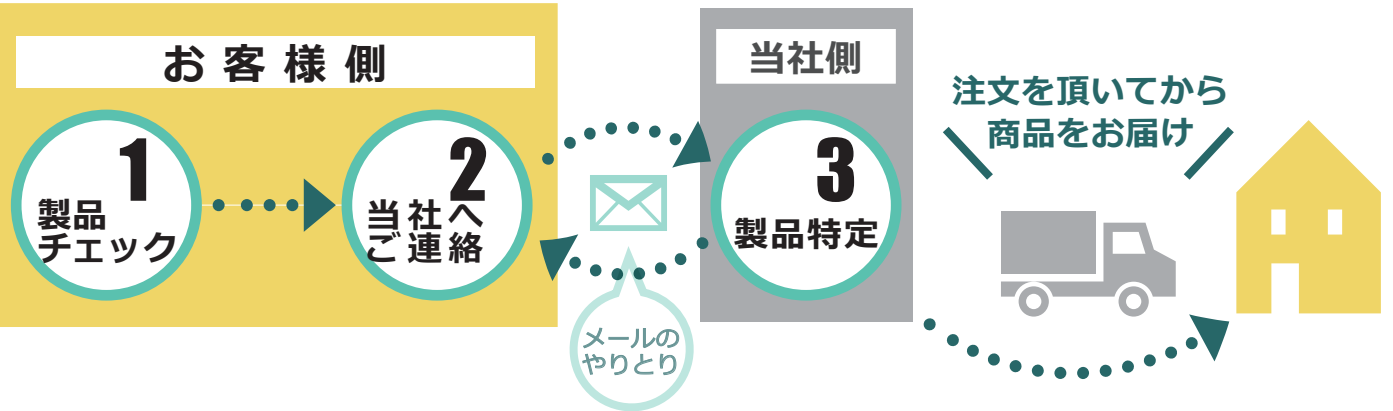 お客様側
1
製品
チェック
2
当社へ
ご連絡
メールの
やりとり
当社側
3
製品特定
注文を頂いてから
商品をお届け